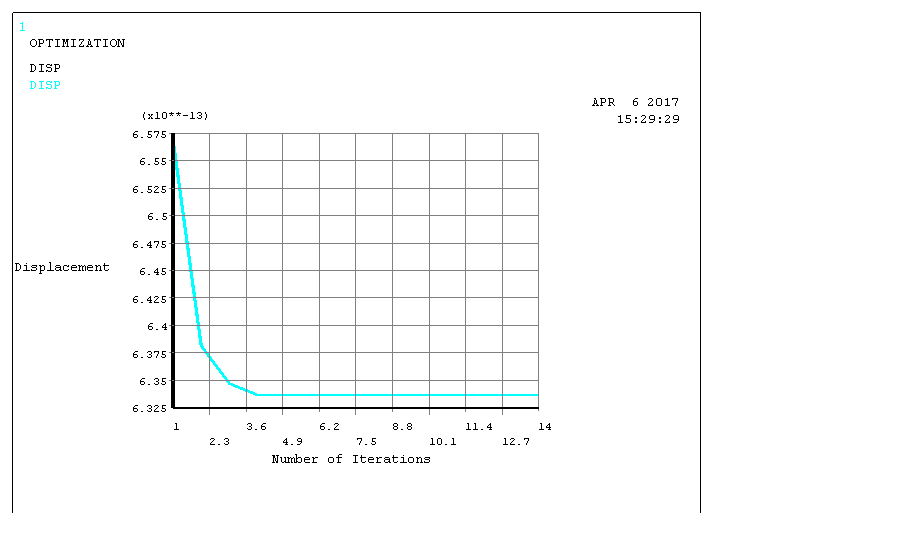 1
OPTIMIZATION
DISP
DISP
APR 6 2017
15:29:29
(x10**-13)
6.575
6.55
6.525
6.5
6.475
6.45
Displacement
6.425
6.4
6.375
6.35
6.325
1 3.6 6.2 8.8 11.4 14
2.3 4.9 7.5 10.1 12.7
Number of Iterations